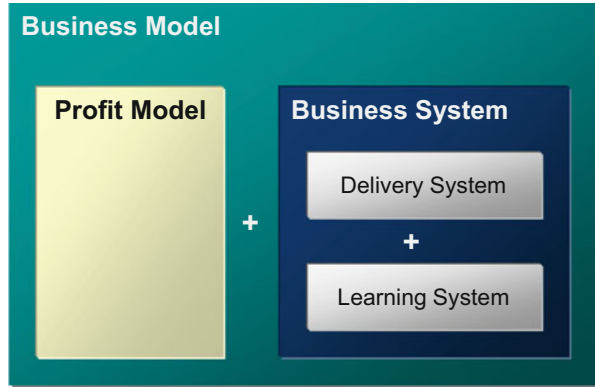 Business Model
Profit Model
+
Business System
Delivery System
+
Learning System